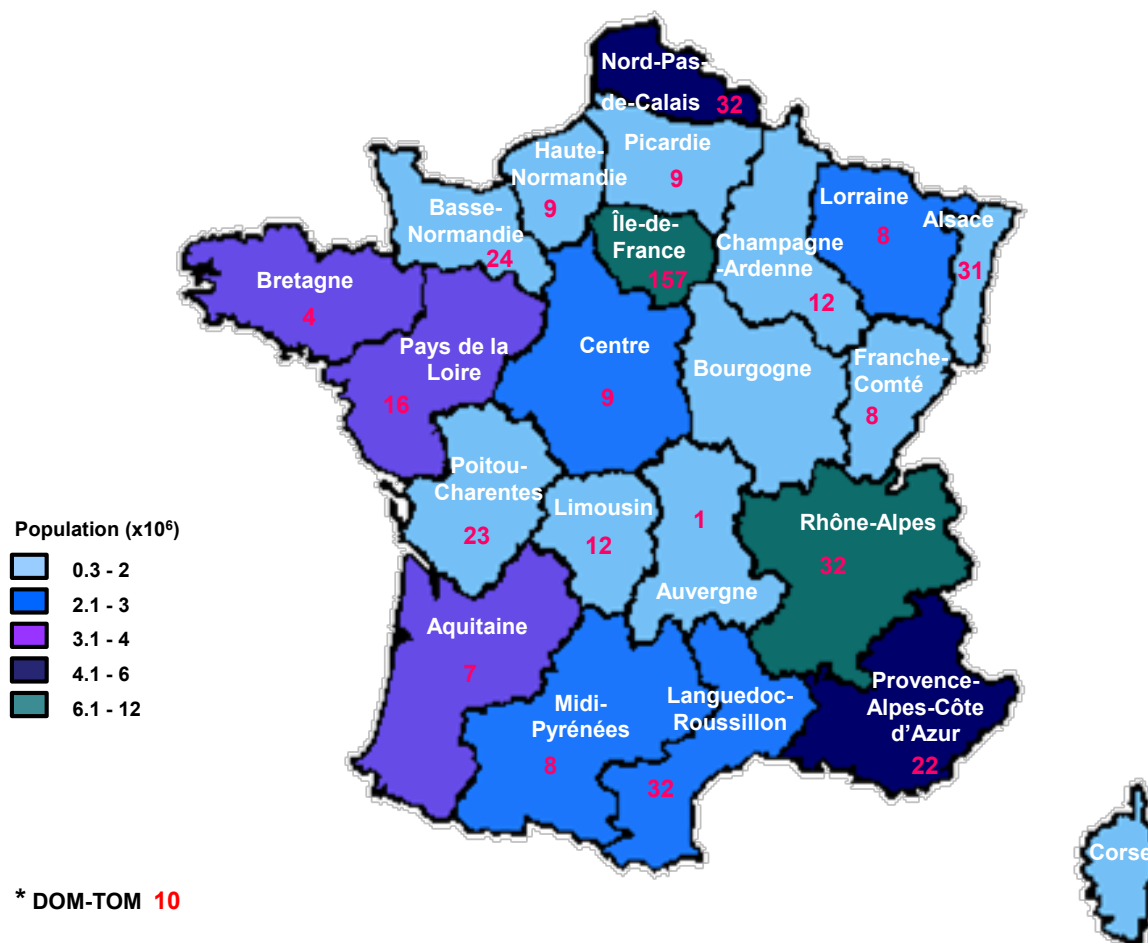 Nord-Pas-
de-Calais 32
Picardie
9
Haute-
Normandie
9
Basse-
Normandie
24
Île-de-
France
157
Champagne
-Ardenne
12
Lorraine
8
Alsace
31
Bretagne
4
Pays de la
Loire
16
Centre
9
Bourgogne
Franche-
Comté
8
Poitou-
Charentes
23
Limousin
12
1
Auvergne
Rhône-Alpes
32
Aquitaine
7
Midi-
Pyrénées
8
Languedoc-
Roussillon
32
Provence-
Alpes-Côte
d’Azur
22
Corse
Population (x10⁶)
0.3 - 2
2.1 - 3
3.1 - 4
4.1 - 6
6.1 - 12
* DOM-TOM 10